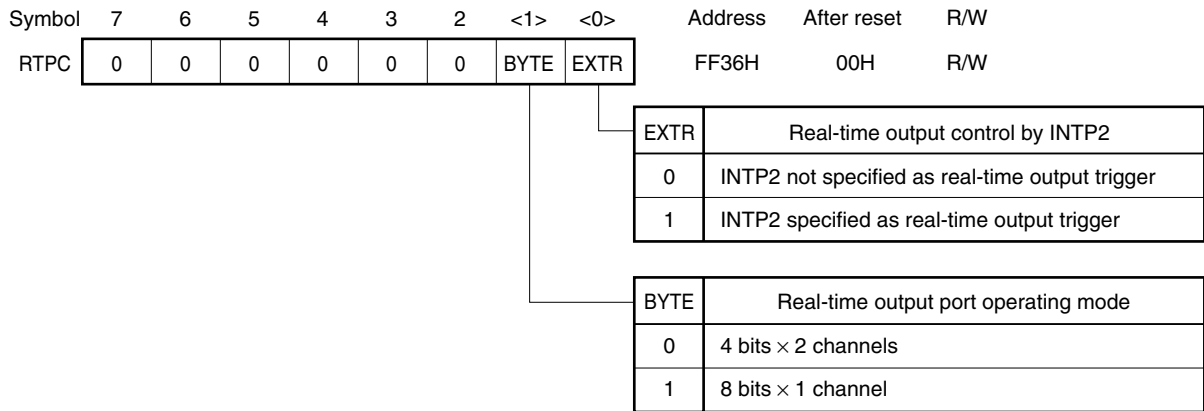 Symbol 7 6 5 4 3 2 <1> <0> Address After reset R/W
RTPC 0 0 0 0 0 0 BYTE EXTR FF36H 00H R/W
EXTR Real-time output control by INTP2
0 INTP2 not specified as real-time output trigger
1 INTP2 specified as real-time output trigger
BYTE Real-time output port operating mode
0 4 bits × 2 channels
1 8 bits × 1 channel